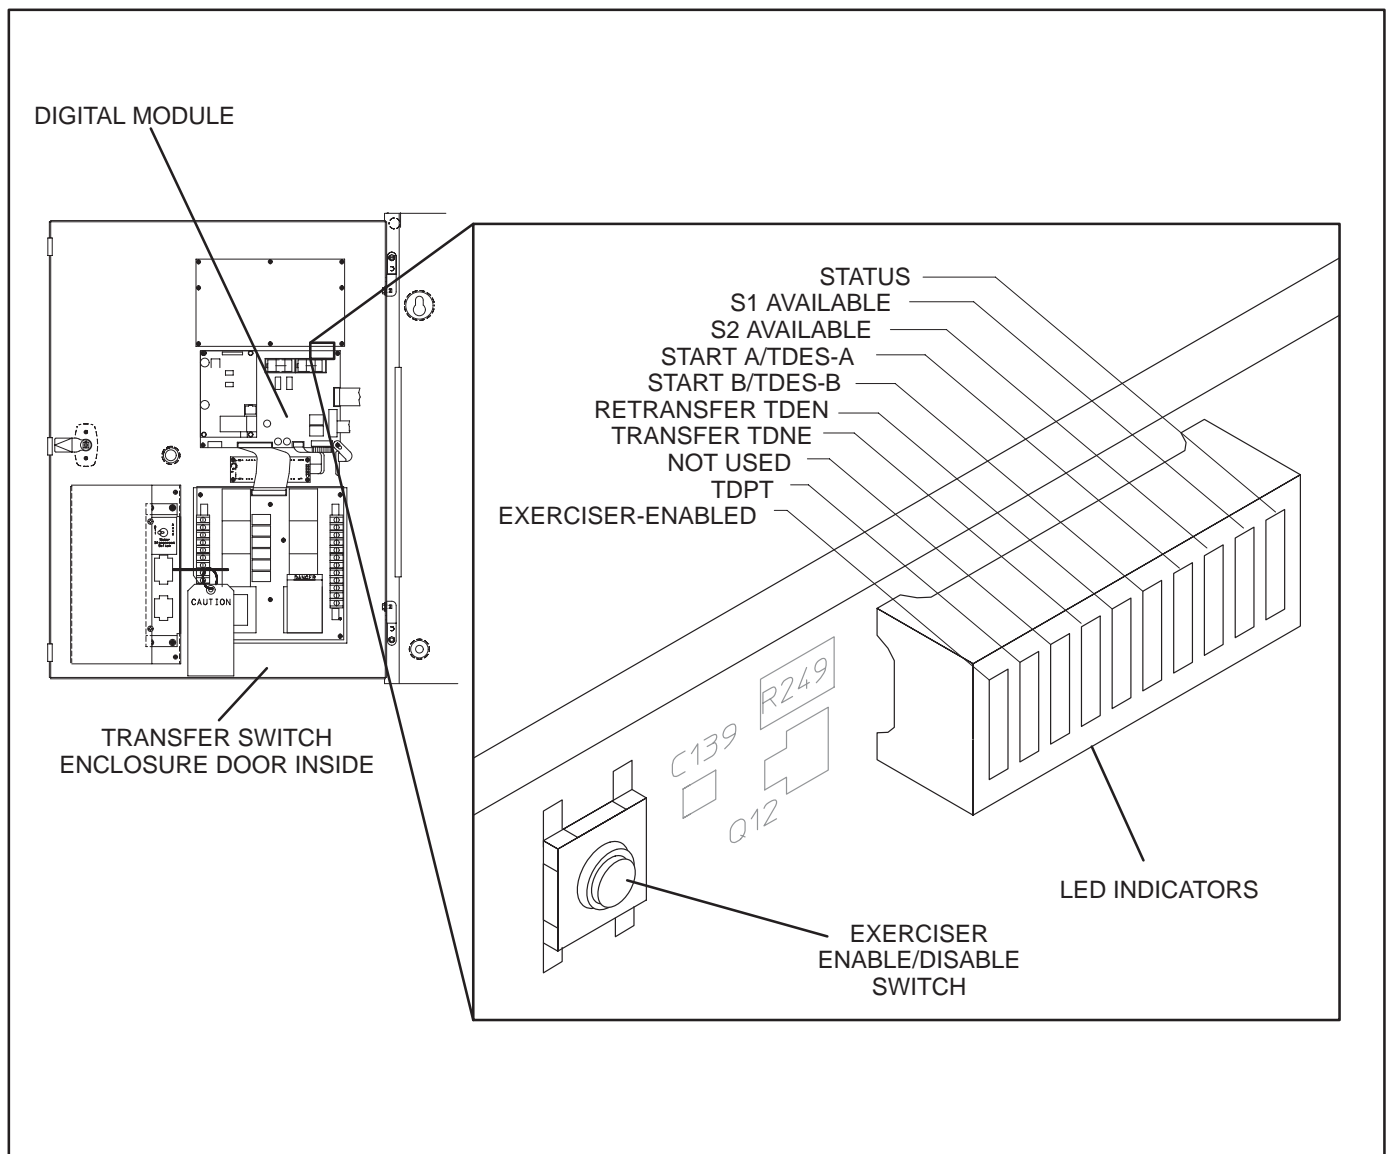 DIGITAL MODULE
STATUS
S1 AVAILABLE
S2 AVAILABLE
START A/TDES-A
START B/TDES-B
RETRANSFER TDEN
TRANSFER TDNE
NOT USED
TDPT
EXERCISER-ENABLED
CAUTION
DANGER
TRANSFER SWITCH
ENCLOSURE DOOR INSIDE
R249
C139
Q12
LED INDICATORS
EXERCISER
ENABLE/DISABLE
SWITCH